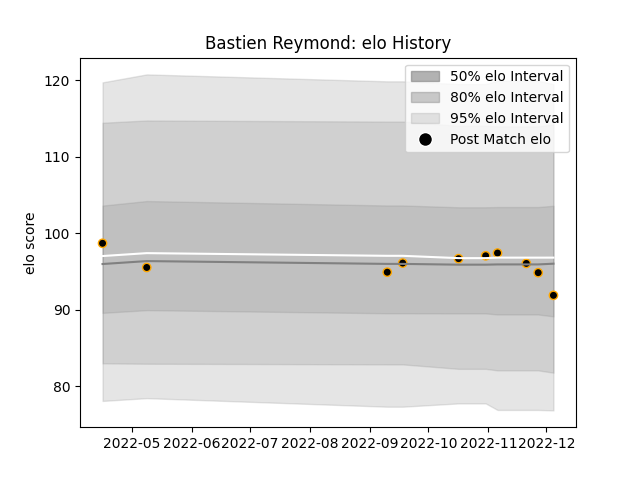 Bastien Reymond: elo History
50% elo Interval
80% elo Interval
95% elo Interval
Post Match elo
elo score
120
110
100
90
80
2022-05 2022-06 2022-07 2022-08 2022-09 2022-10 2022-11 2022-12